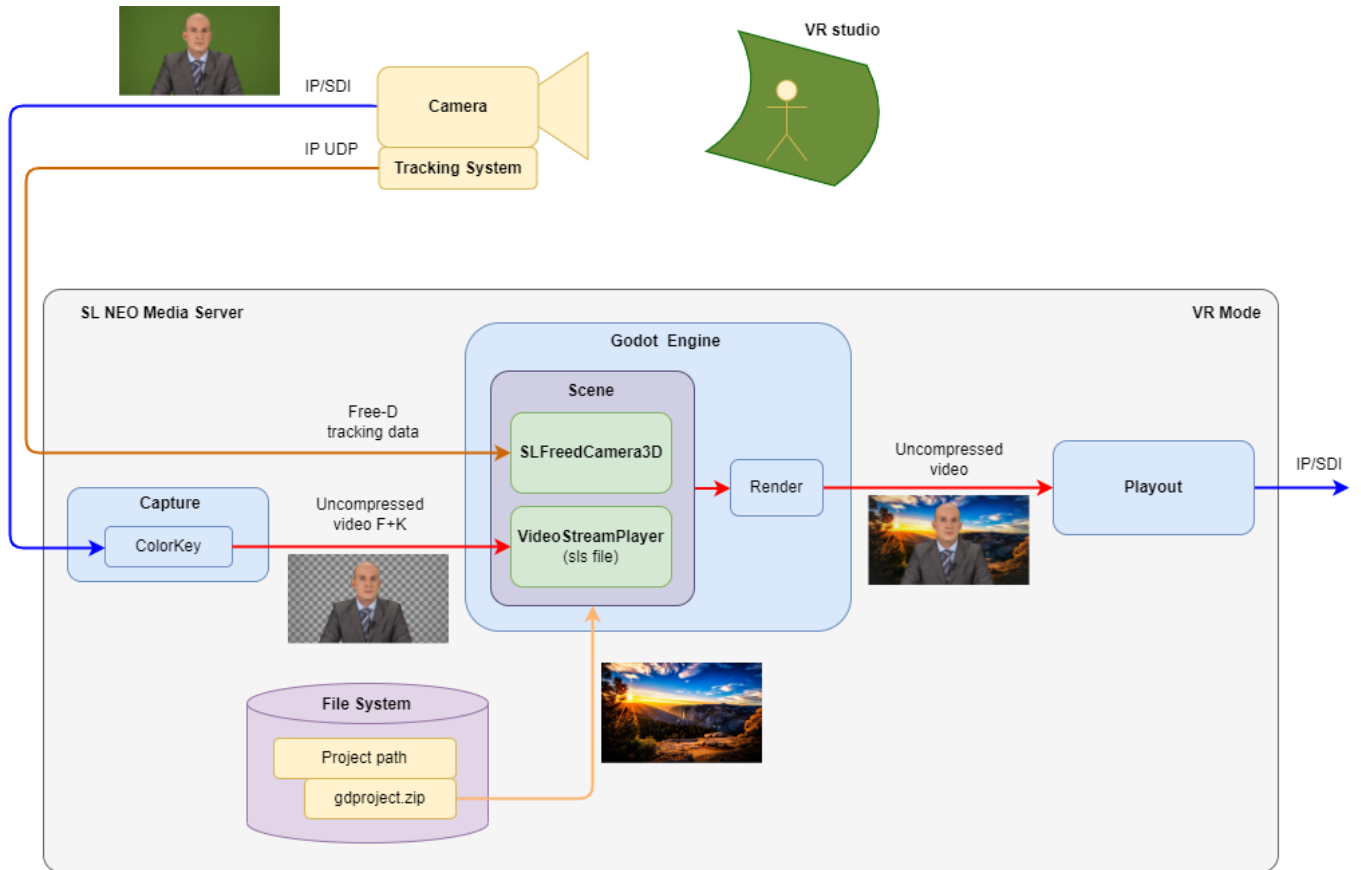 VR studio
IP/SDI
Camera
IP UDP
Tracking System
SL NEO Media Server
VR Mode
Godot Engine
Scene
Free-D
tracking data
SLFreedCamera3D
Uncompressed
video
Render
Playout
IP/SDI
Capture
ColorKey
Uncompressed
video F+K
VideoStreamPlayer
(sls file)
File System
Project path
gdproject.zip